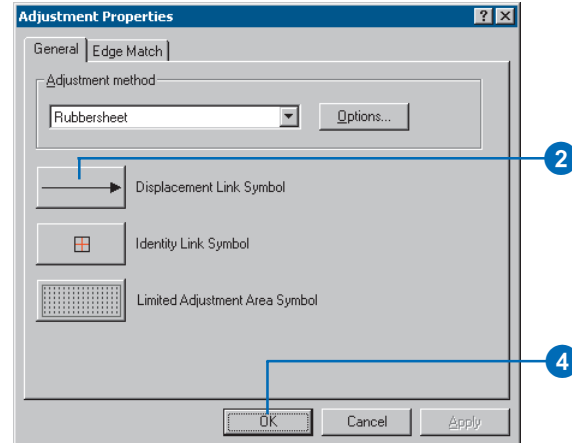 Adjustment Properties
General
Edge Match
Adjustment method
Rubbersheet
Options...
2
Displacement Link Symbol
Identity Link Symbol
Limited Adjustment Area Symbol
4
OK
Cancel
Apply